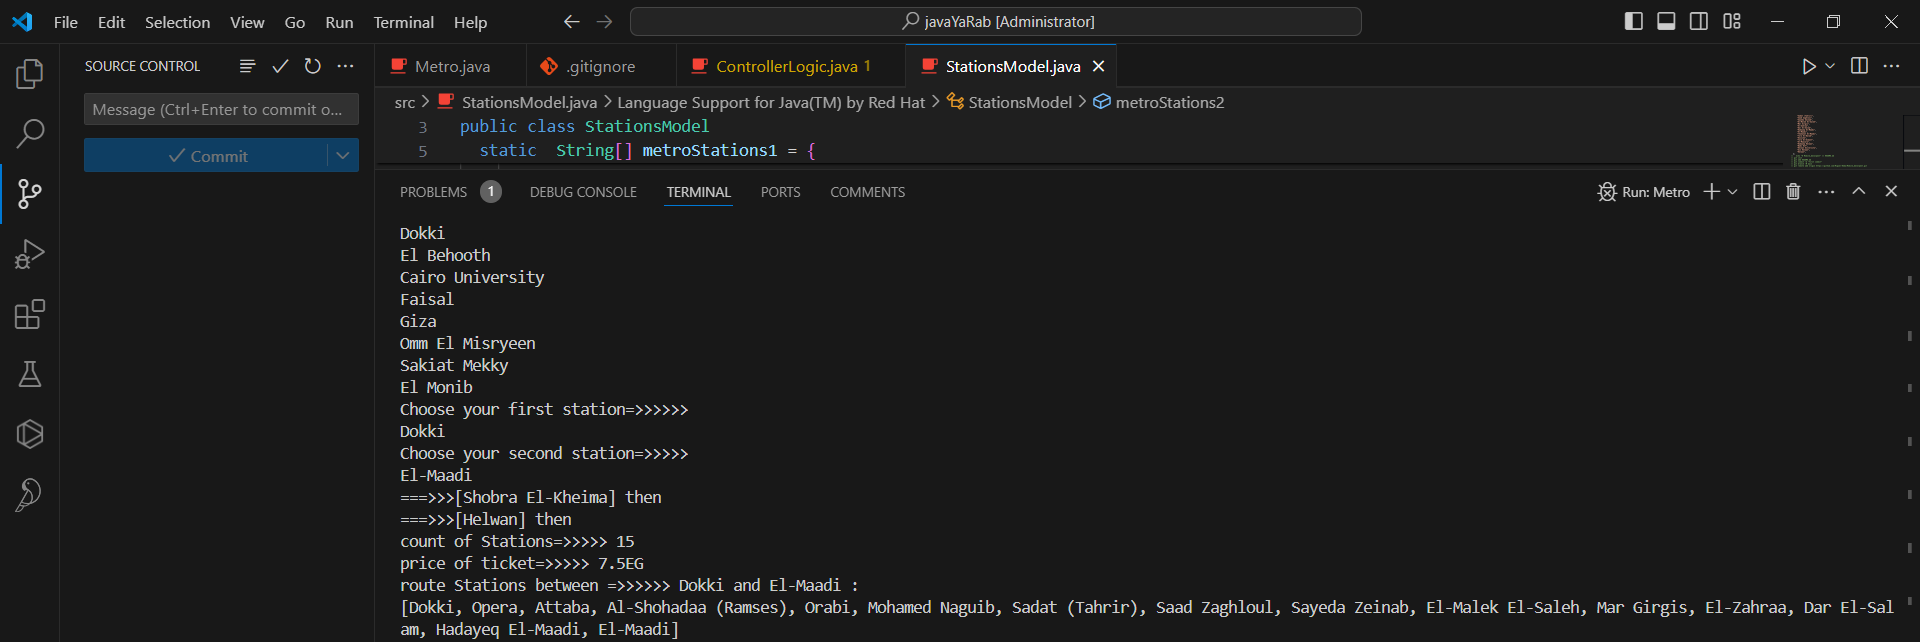 File Edit Selection View Go Run Terminal Help javaYaRab [Administrator]
SOURCE CONTROL
Message (Ctrl+Enter to commit o...
Commit
Metro.java .gitignore ControllerLogic.java 1 StationsModel.java
src > StationsModel.java > Language Support for Java(TM) by Red Hat > StationsModel > metroStations2
3 public class StationsModel
5 static String[] metroStations1 = {
PROBLEMS 1 DEBUG CONSOLE TERMINAL PORTS COMMENTS Run: Metro
Dokki
El Behooth
Cairo University
Faisal
Giza
Omm El Misryeen
Sakiat Mekky
El Monib
Choose your first station=>>>>>>
Dokki
Choose your second station=>>>>>
El-Maadi
===>>>[Shobra El-Kheima] then
===>>>[Helwan] then
count of Stations=>>>>> 15
price of ticket=>>>>> 7.5EG
route Stations between =>>>>>> Dokki and El-Maadi :
[Dokki, Opera, Attaba, Al-Shohadaa (Ramses), Orabi, Mohamed Naguib, Sadat (Tahrir), Saad Zaghloul, Sayeda Zeinab, El-Malek El-Saleh, Mar Girgis, El-Zahraa, Dar El-Sal
am, Hadayeq El-Maadi, El-Maadi]